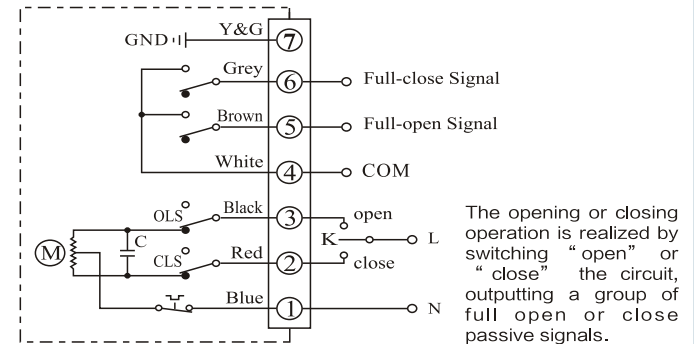 GND Y&G 7
Grey 6 Full-close Signal
Brown 5 Full-open Signal
White 4 COM
OLS Black 3 open
K L
M C
CLS Red 2 close
Blue 1 N
The opening or closing
operation is realized by
switching “open” or
“close” the circuit,
outputting a group of
full open or close
passive signals.